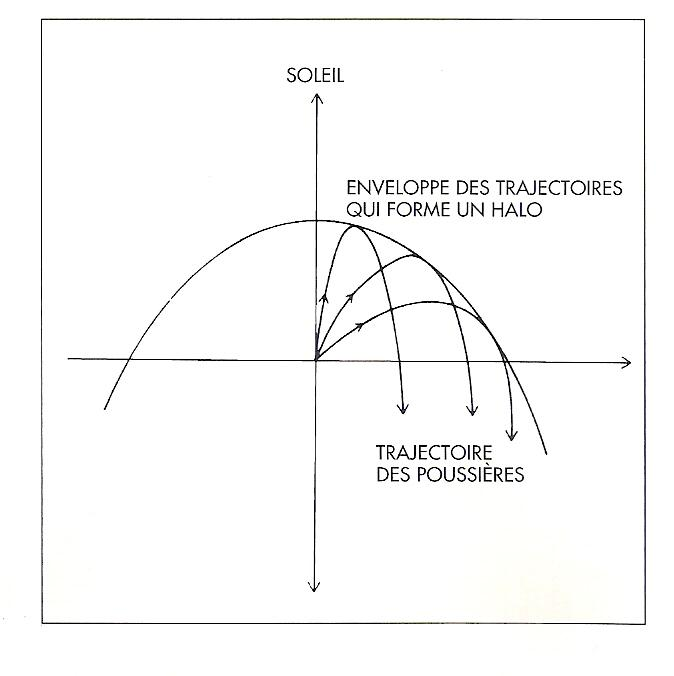 SOLEIL
ENVELOPPE DES TRAJECTOIRES
QUI FORME UN HALO
TRAJECTOIRE
DES POUSSIÈRES